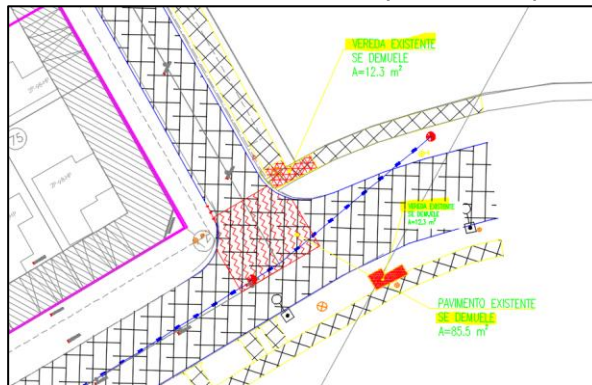 VEREDA EXISTENTE
SE DEMUELE
A=12.3 m²
75
VEREDA EXISTENTE
SE DEMUELE
A=12.3 m²
PAVIMENTO EXISTENTE
SE DEMUELE
A=85.5 m²